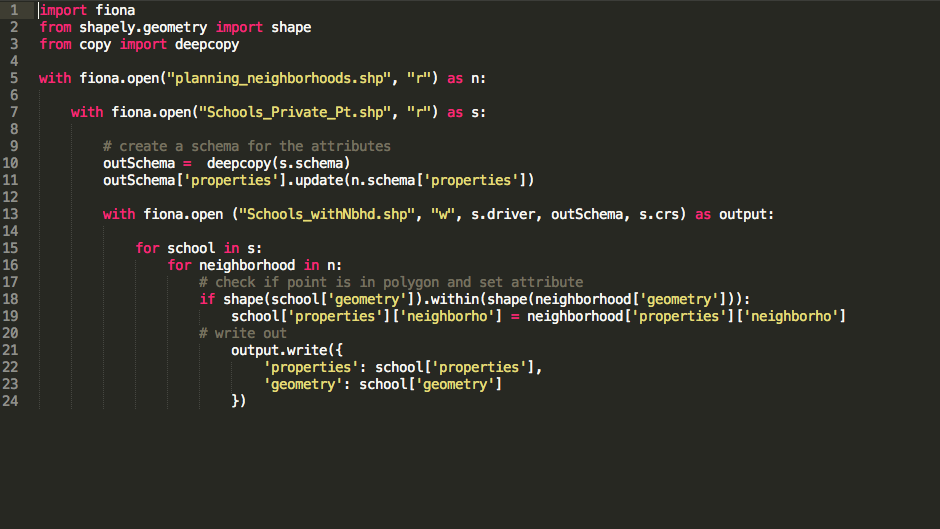 1 import fiona
2 from shapely.geometry import shape
3 from copy import deepcopy
4
5 with fiona.open("planning_neighborhoods.shp", "r") as n:
6
7     with fiona.open("Schools_Private_Pt.shp", "r") as s:
8
9         # create a schema for the attributes
10         outSchema =  deepcopy(s.schema)
11         outSchema['properties'].update(n.schema['properties'])
12
13         with fiona.open ("Schools_withNbhd.shp", "w", s.driver, outSchema, s.crs) as output:
14
15             for school in s:
16                 for neighborhood in n:
17                     # check if point is in polygon and set attribute
18                     if shape(school['geometry']).within(shape(neighborhood['geometry'])):
19                         school['properties']['neighborho'] = neighborhood['properties']['neighborho']
20                     # write out
21                         output.write({
22                             'properties': school['properties'],
23                             'geometry': school['geometry']
24                         })